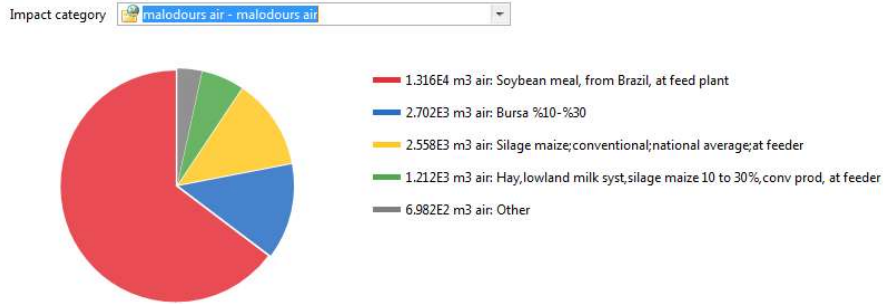 Impact category malodours air - malodours air
1.316E4 m3 air: Soybean meal, from Brazil, at feed plant
2.702E3 m3 air: Bursa %10-%30
2.558E3 m3 air: Silage maize;conventional;national average;at feeder
1.212E3 m3 air: Hay,lowland milk syst,silage maize 10 to 30%,conv prod, at feeder
6.982E2 m3 air: Other